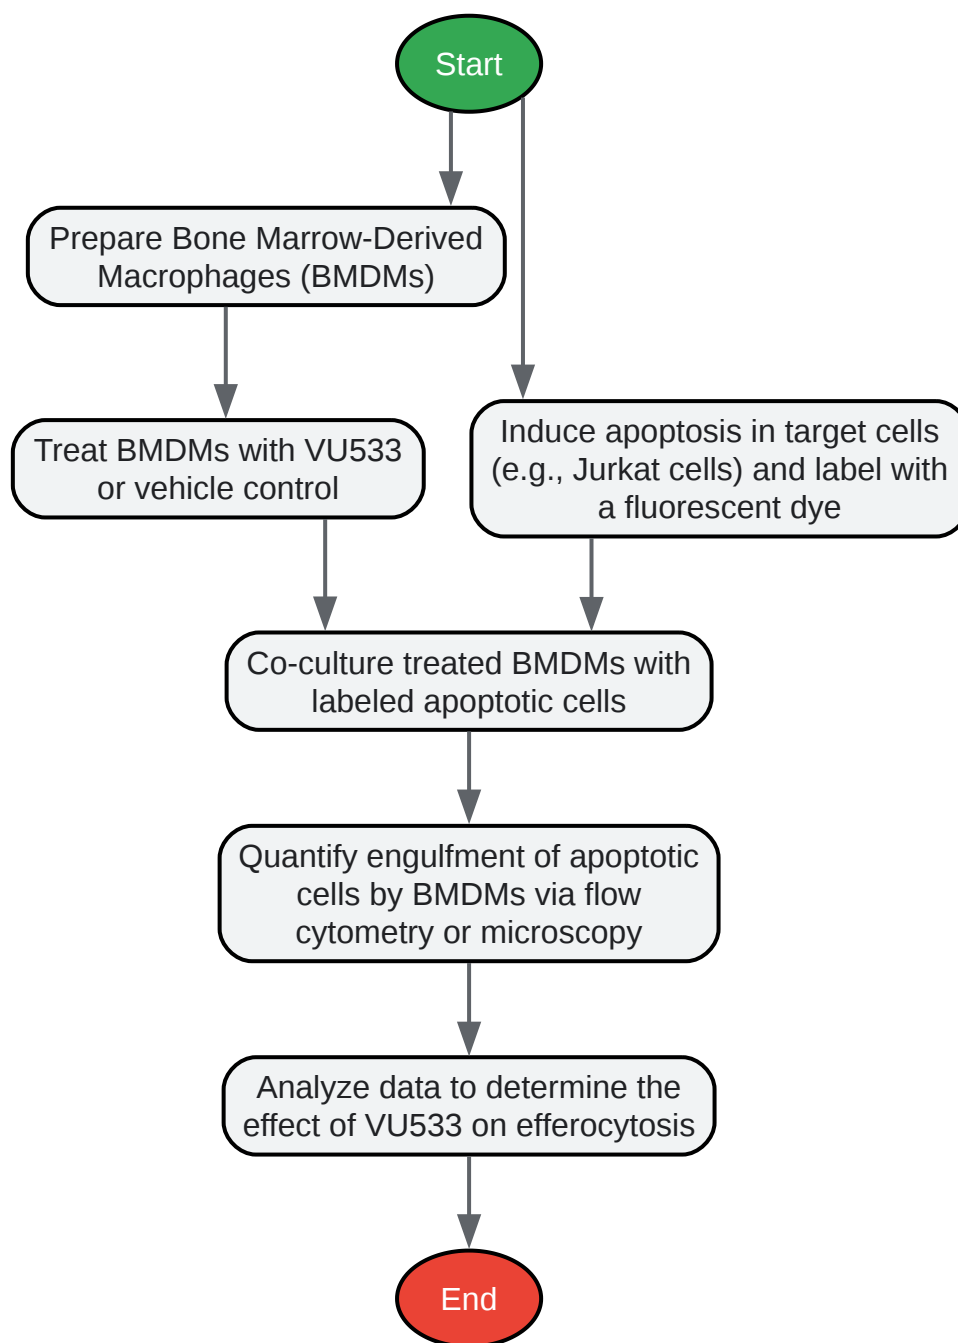 Start
Prepare Bone Marrow-Derived
Macrophages (BMDMs)
Treat BMDMs with VU533
or vehicle control
Induce apoptosis in target cells
(e.g., Jurkat cells) and label with
a fluorescent dye
Co-culture treated BMDMs with
labeled apoptotic cells
Quantify engulfment of apoptotic
cells by BMDMs via flow
cytometry or microscopy
Analyze data to determine the
effect of VU533 on efferocytosis
End